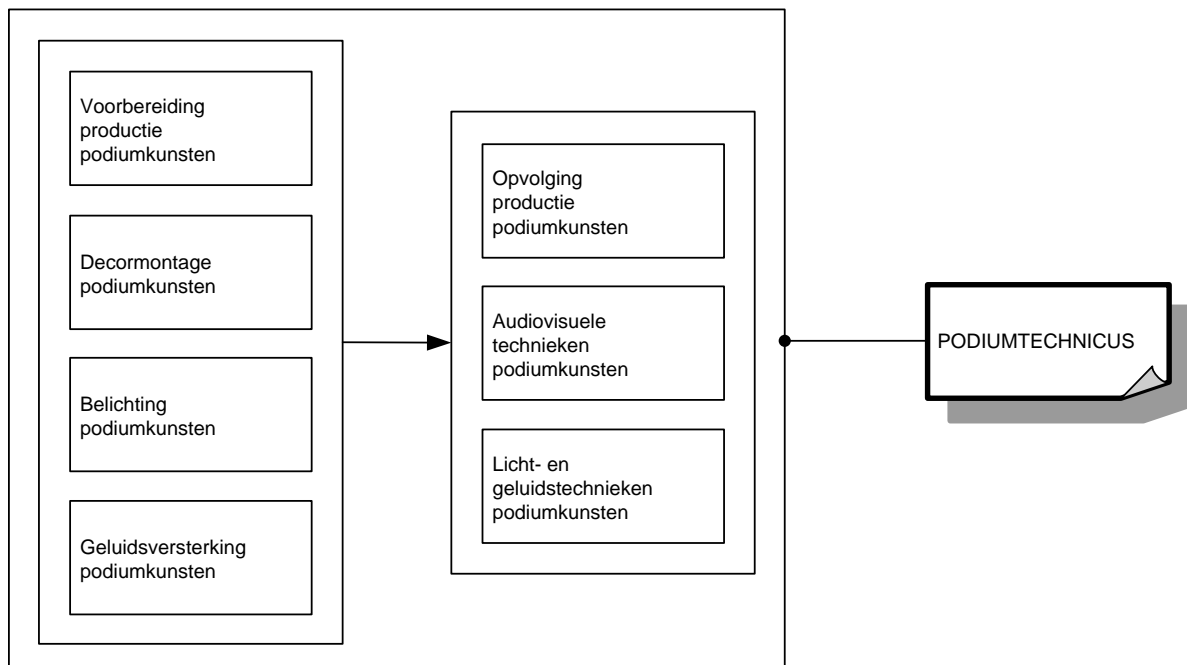 Voorbereiding
productie
podiumkunsten
Decormontage
podiumkunsten
Belichting
podiumkunsten
Geluidsversterking
podiumkunsten
Opvolging
productie
podiumkunsten
Audiovisuele
technieken
podiumkunsten
Licht- en
geluidstechnieken
podiumkunsten
PODIUMTECHNICUS